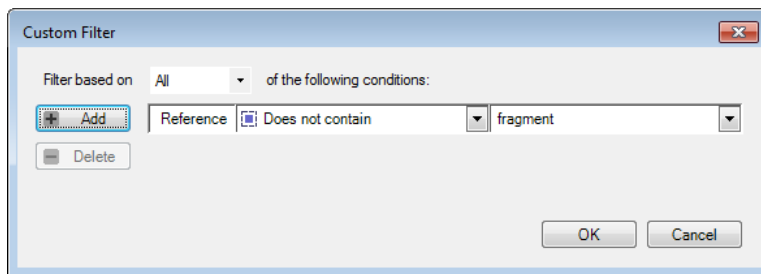 Custom Filter
Filter based on All of the following conditions:
Add Reference Does not contain fragment
Delete
OK Cancel